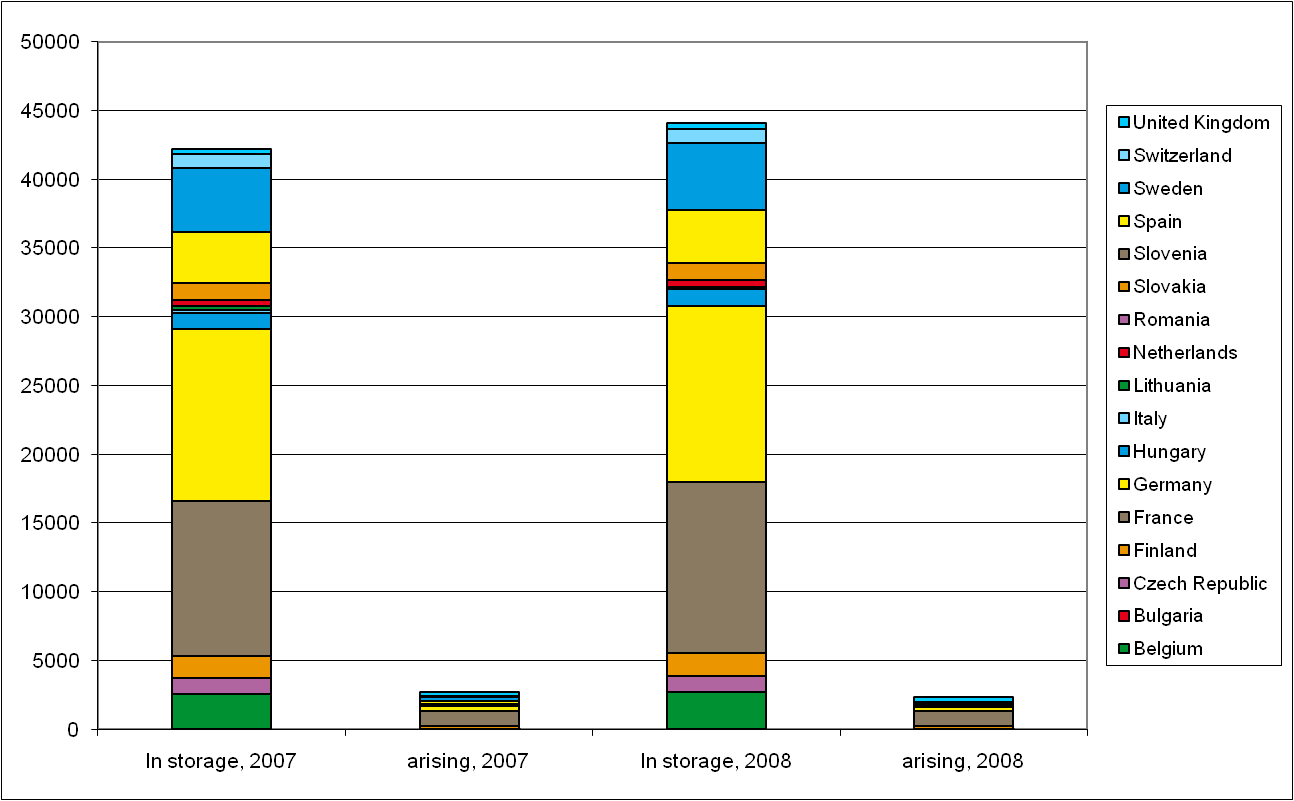 50000
45000
40000
35000
30000
25000
20000
15000
10000
5000
0
In storage, 2007
arising, 2007
In storage, 2008
arising, 2008
United Kingdom
Switzerland
Sweden
Spain
Slovenia
Slovakia
Romania
Netherlands
Lithuania
Italy
Hungary
Germany
France
Finland
Czech Republic
Bulgaria
Belgium